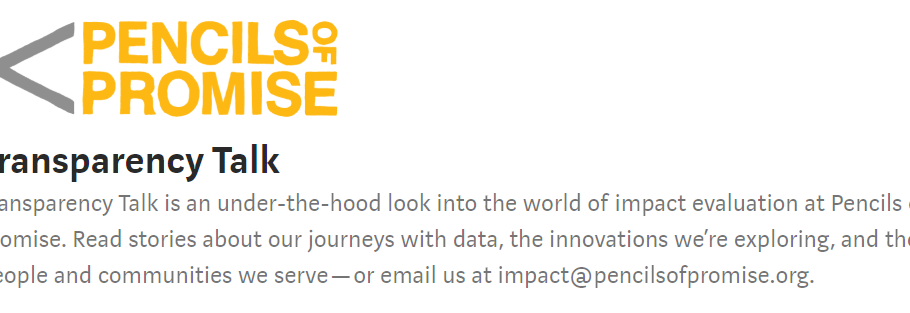 PENCILS OF
PROMISE
ransparency Talk
ansparency Talk is an under-the-hood look into the world of impact evaluation at Pencils
omise. Read stories about our journeys with data, the innovations we’re exploring, and the
eople and communities we serve — or email us at impact@pencilsofpromise.org.